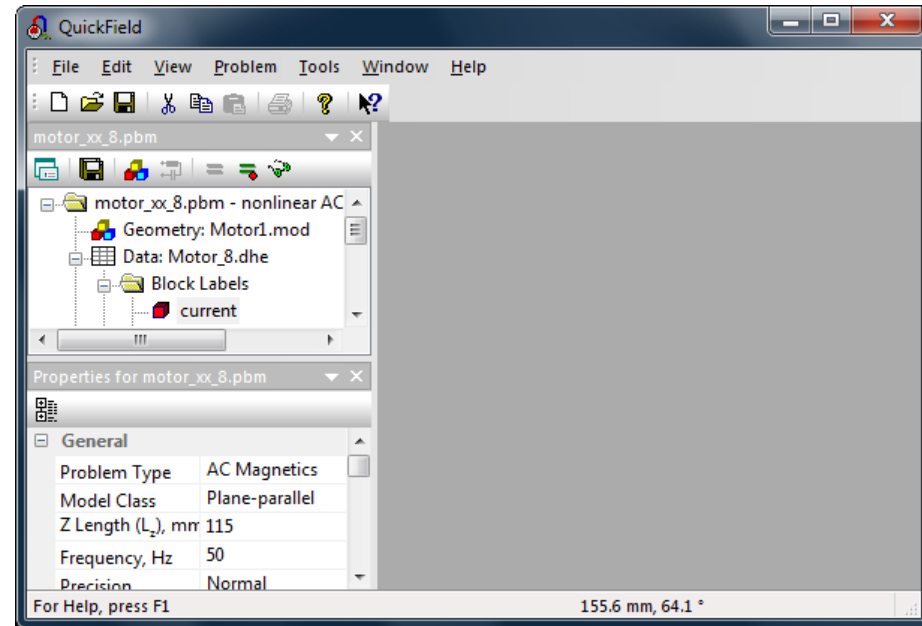 QuickField
File Edit View Problem Tools Window Help
motor_xx_8.pbm
motor_xx_8.pbm - nonlinear AC
Geometry: Motor1.mod
Data: Motor_8.dhe
Block Labels
current
Properties for motor_xx_8.pbm
General
Problem Type AC Magnetics
Model Class Plane-parallel
Z Length (Lz), mm 115
Frequency, Hz 50
Precision Normal
For Help, press F1 155.6 mm, 64.1 °